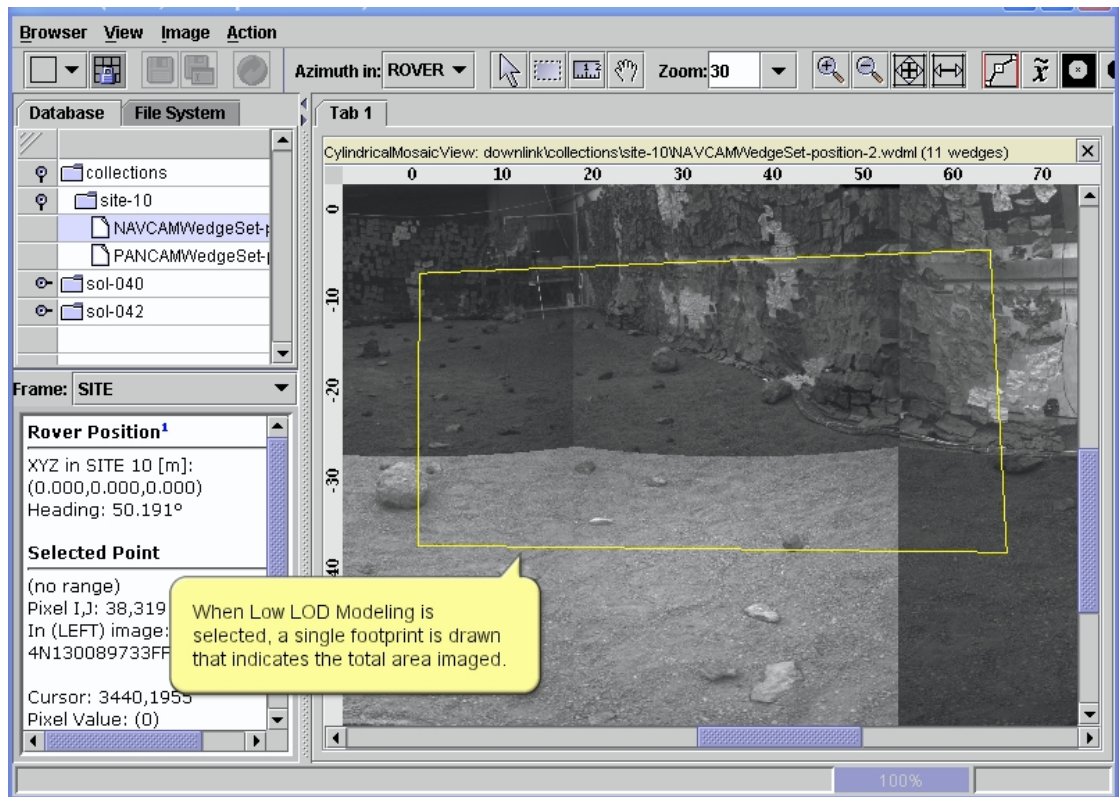 Browser View Image Action
Azimuth in: ROVER
1 2
Zoom: 30
x̃
Database File System
Tab 1
collections
site-10
NAVCAMWedgeSet-p
PANCAMWedgeSet-p
sol-040
sol-042
CylindricalMosaicView: downlink\collections\site-10\NAVCAMWedgeSet-position-2.wdml (11 wedges)
0 10 20 30 40 50 60 70
0
-10
-20
-30
-40
Frame: SITE
Rover Position1
XYZ in SITE 10 [m]:
(0.000,0.000,0.000)
Heading: 50.191°
Selected Point
(no range)
Pixel I,J: 38,319
In (LEFT) image:
4N130089733FF
Cursor: 3440,1955
Pixel Value: (0)
When Low LOD Modeling is
selected, a single footprint is drawn
that indicates the total area imaged.
100%